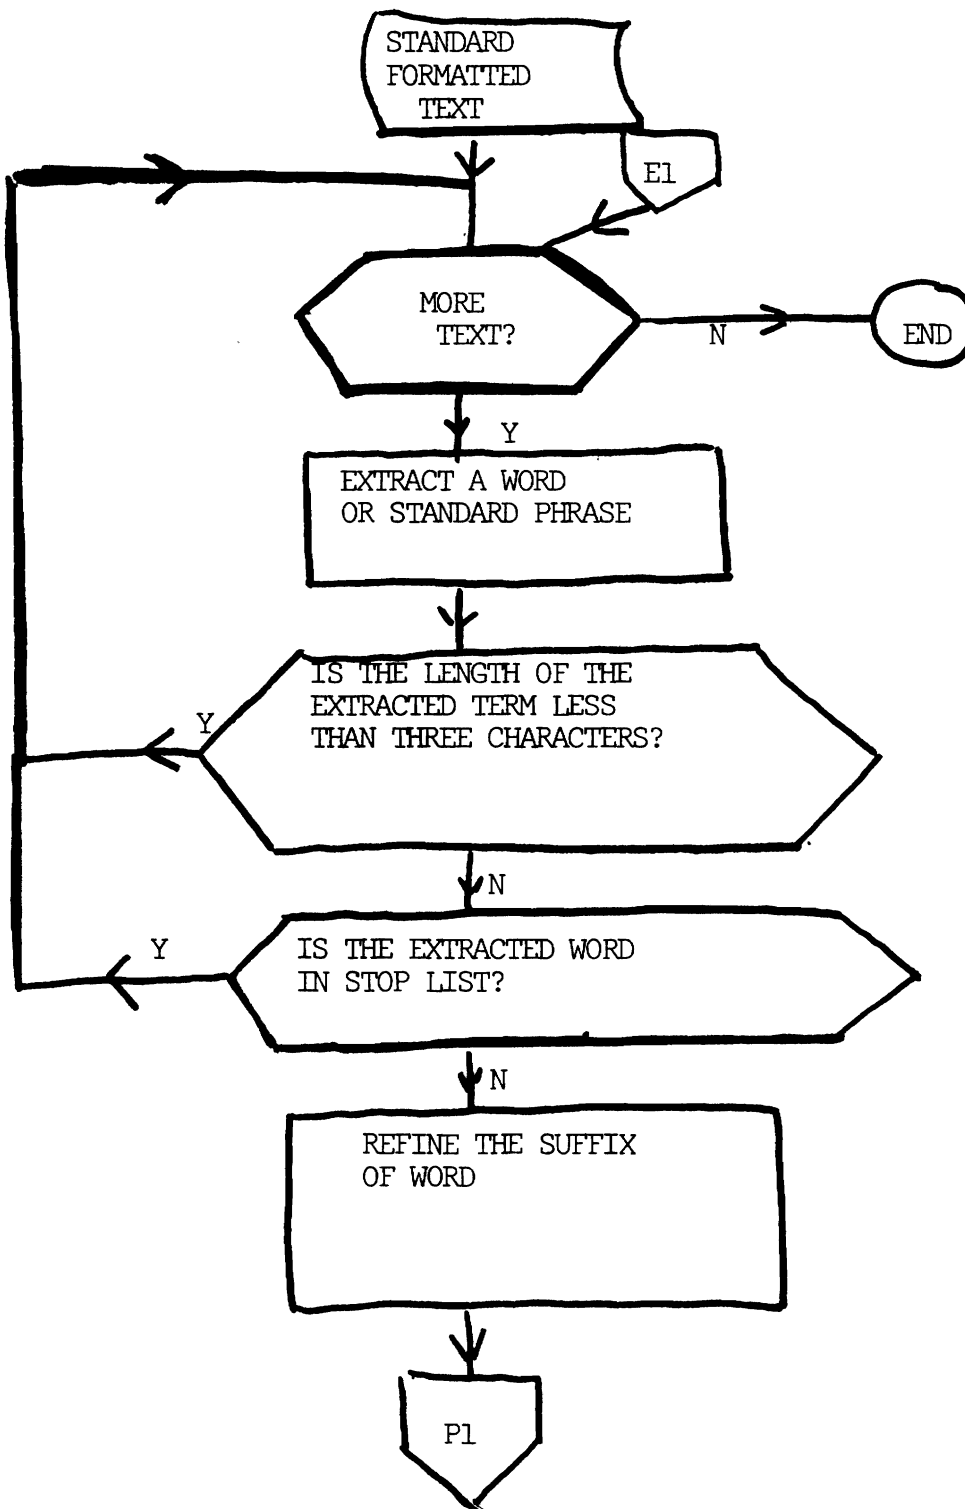 STANDARD
FORMATTED
TEXT
E1
MORE
TEXT?
N
END
Y
EXTRACT A WORD
OR STANDARD PHRASE
IS THE LENGTH OF THE
EXTRACTED TERM LESS
THAN THREE CHARACTERS?
Y
N
IS THE EXTRACTED WORD
IN STOP LIST?
Y
N
REFINE THE SUFFIX
OF WORD
P1